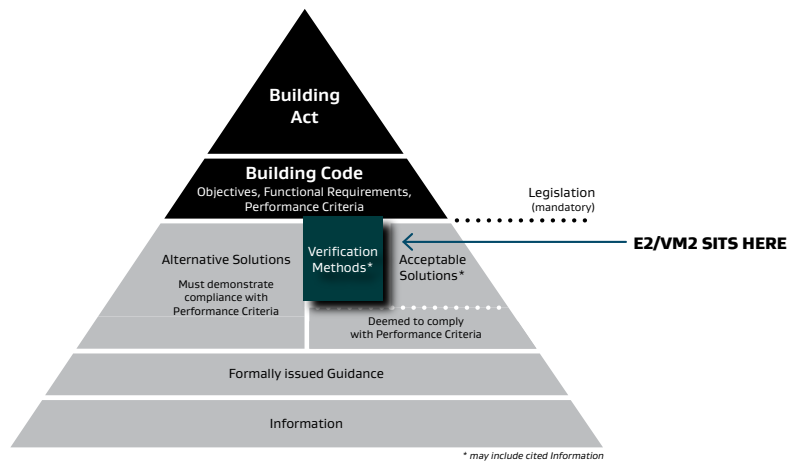 Building
Act
Building Code
Objectives, Functional Requirements,
Performance Criteria
Legislation
(mandatory)
E2/VM2 SITS HERE
Alternative Solutions
Must demonstrate
compliance with
Performance Criteria
Verification
Methods*
Acceptable
Solutions*
Deemed to comply
with Performance Criteria
Formally issued Guidance
Information
* may include cited Information